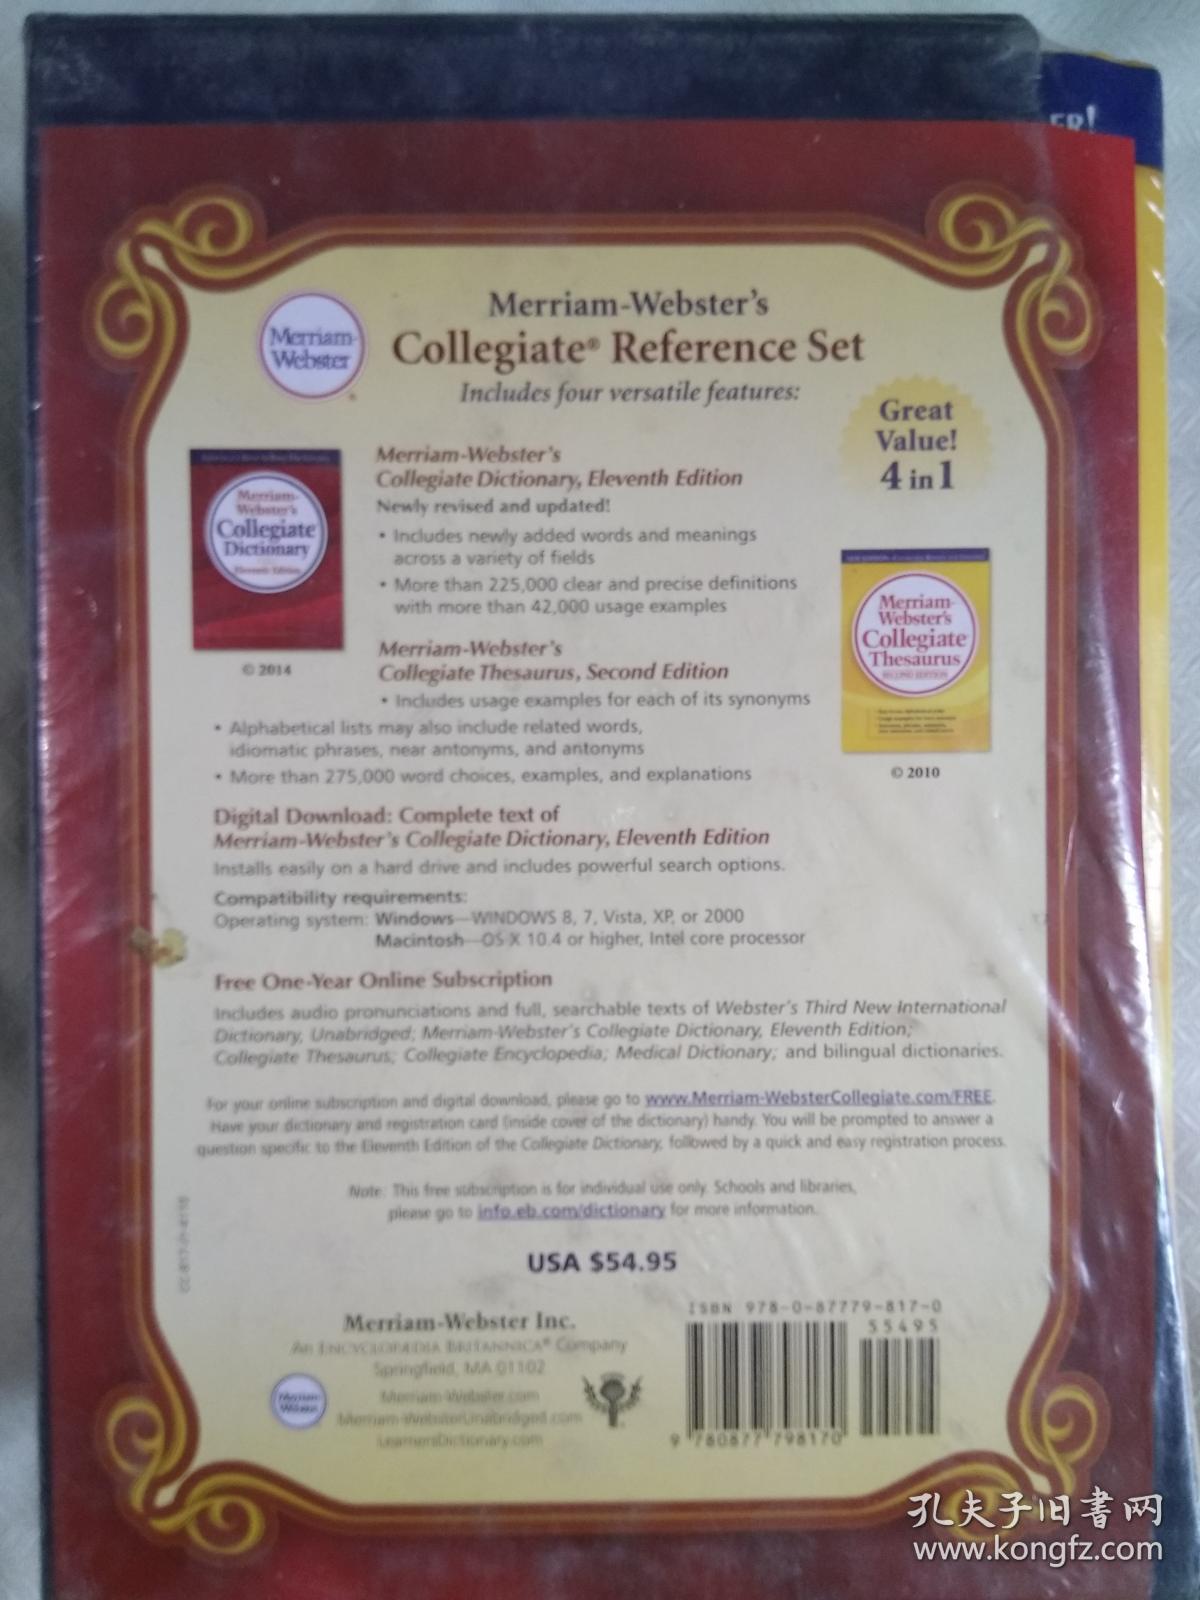 ER!
Merriam-Webster's
Collegiate® Reference Set
Includes four versatile features:
Merriam-
Webster
Great
Value!
4 in 1
Merriam-Webster's
Collegiate Dictionary, Eleventh Edition
Newly revised and updated!
• Includes newly added words and meanings
across a variety of fields
• More than 225,000 clear and precise definitions
with more than 42,000 usage examples
Merriam-
Webster's
Collegiate
Dictionary
Eleventh Edition
© 2014
Merriam-Webster's
Collegiate Thesaurus, Second Edition
• Includes usage examples for each of its synonyms
• Alphabetical lists may also include related words,
idiomatic phrases, near antonyms, and antonyms
• More than 275,000 word choices, examples, and explanations
Merriam-
Webster's
Collegiate
Thesaurus
SECOND EDITION
© 2010
Digital Download: Complete text of
Merriam-Webster's Collegiate Dictionary, Eleventh Edition
Installs easily on a hard drive and includes powerful search options.
Compatibility requirements:
Operating system: Windows—WINDOWS 8, 7, Vista, XP, or 2000
Macintosh—OS X 10.4 or higher, Intel core processor
Free One-Year Online Subscription
Includes audio pronunciations and full, searchable texts of Webster's Third New International
Dictionary, Unabridged; Merriam-Webster's Collegiate Dictionary, Eleventh Edition;
Collegiate Thesaurus; Collegiate Encyclopedia; Medical Dictionary; and bilingual dictionaries.
For your online subscription and digital download, please go to www.Merriam-WebsterCollegiate.com/FREE.
Have your dictionary and registration card (inside cover of the dictionary) handy. You will be prompted to answer a
question specific to the Eleventh Edition of the Collegiate Dictionary, followed by a quick and easy registration process.
Note: This free subscription is for individual use only. Schools and libraries,
please go to info.eb.com/dictionary for more information.
USA $54.95
Merriam-Webster Inc.
An ENCYCLOPÆDIA BRITANNICA® Company
Springfield, MA 01102
Merriam-Webster.com
Merriam-WebsterUnabridged.com
LearnersDictionary.com
Merriam-
Webster
ISBN 978-0-87779-817-0
55495
9 780877 798170
孔夫子旧书网
www.kongfz.com